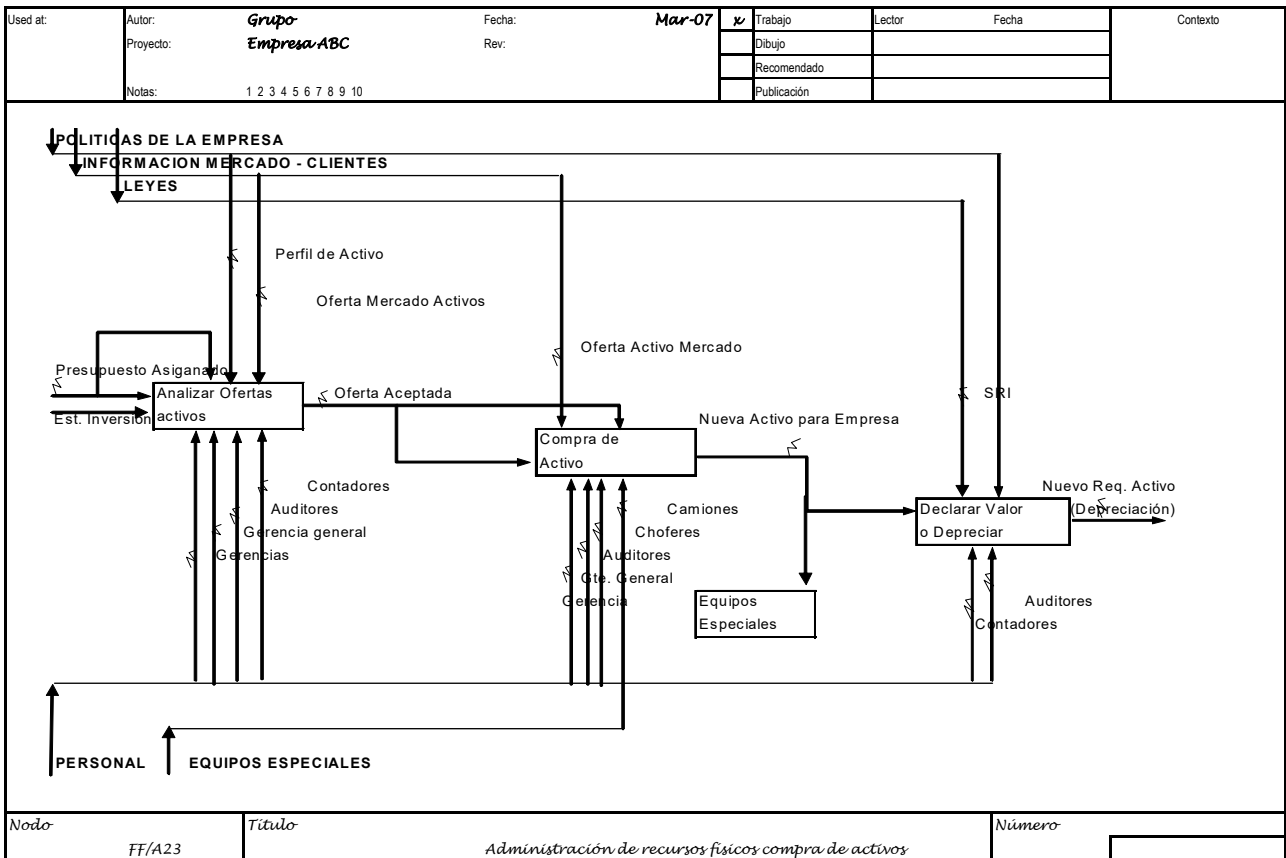 Used at:
Autor: Grupo Fecha: Mar-07 x Trabajo Lector Fecha Contexto
Proyecto: Empresa ABC Rev: Dibujo
Recomendado
Notas: 1 2 3 4 5 6 7 8 9 10 Publicación
POLITICAS DE LA EMPRESA
INFORMACION MERCADO - CLIENTES
LEYES
Perfil de Activo
Oferta Mercado Activos
Oferta Activo Mercado
Presupuesto Asiganado
Analizar Ofertas
activos
Est. Inversión
Oferta Aceptada
SRI
Nueva Activo para Empresa
Compra de
Activo
Contadores
Auditores
Gerencia general
Gerencias
Camiones
Choferes
Auditores
Gte. General
Gerencia
Nuevo Req. Activo
(Depreciación)
Declarar Valor
o Depreciar
Equipos
Especiales
Auditores
Contadores
PERSONAL
EQUIPOS ESPECIALES
Nodo Título Número
FF/A23 Administración de recursos físicos compra de activos